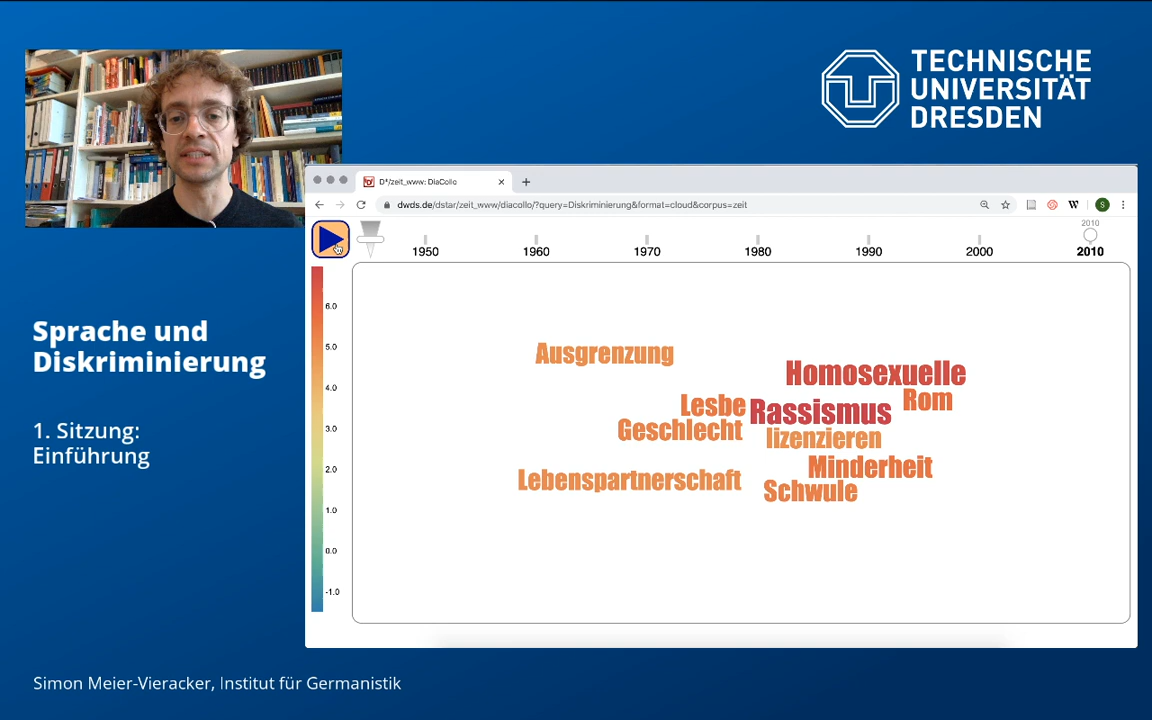 TECHNISCHE
UNIVERSITÄT
DRESDEN
D*/zeit_www: DiaCollo
dwds.de/dstar/zeit_www/diacollo/?query=Diskriminierung&format=cloud&corpus=zeit
W
S
2010
1950 1960 1970 1980 1990 2000 2010
6.0
5.0
4.0
3.0
2.0
1.0
0.0
-1.0
Ausgrenzung
Homosexuelle
Lesbe Rassismus Rom
Geschlecht lizenzieren
Lebenspartnerschaft Minderheit
Schwule
Sprache und
Diskriminierung
1. Sitzung:
Einführung
Simon Meier-Vieracker, Institut für Germanistik